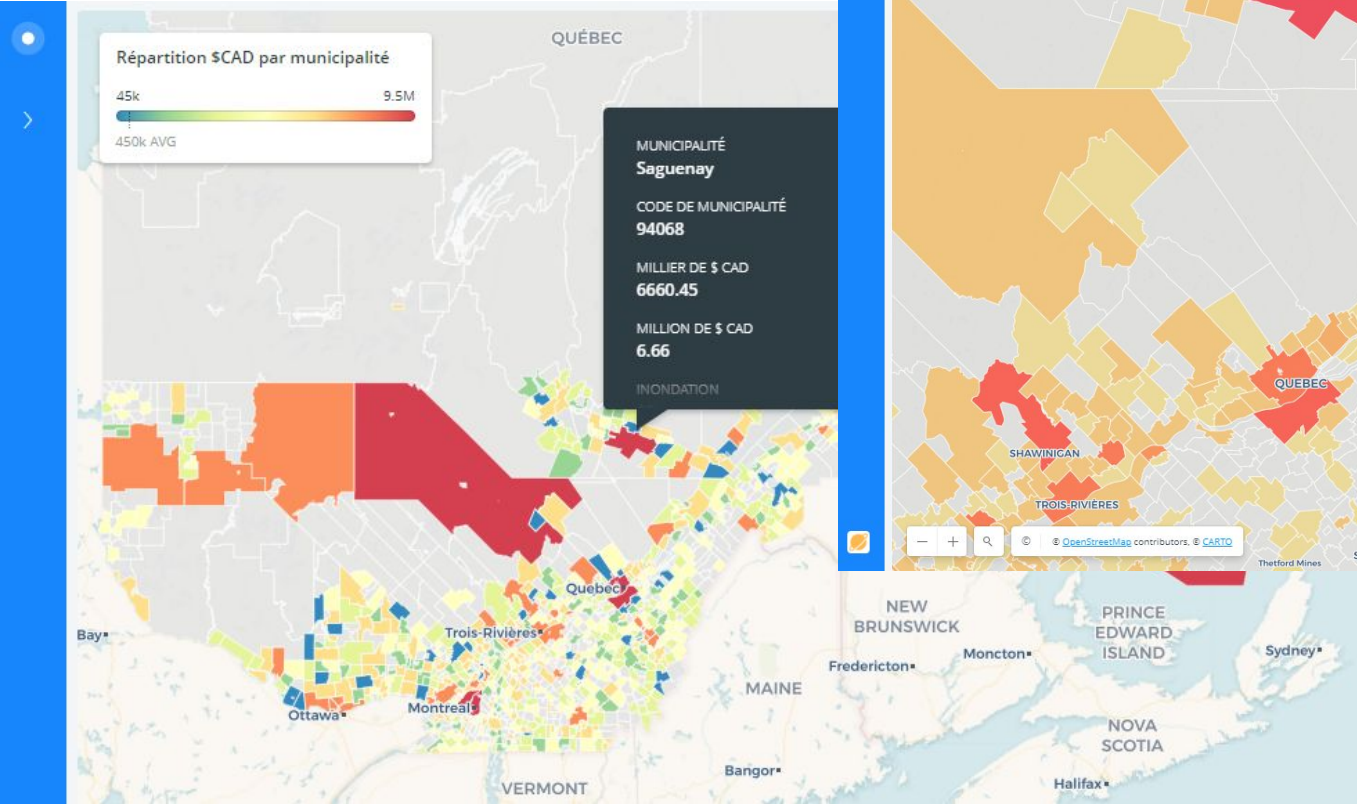 Répartition $CAD par municipalité
45k 9.5M
450k AVG
QUÉBEC
MUNICIPALITÉ
Saguenay
CODE DE MUNICIPALITÉ
94068
MILLIER DE $ CAD
6660.45
MILLION DE $ CAD
6.66
INONDATION
Quebec
Trois-Rivières
Bay
Ottawa
Montreal
MAINE
Bangor
VERMONT
QUEBEC
SHAWINIGAN
TROIS-RIVIÈRES
Thetford Mines
© © OpenStreetMap contributors, © CARTO
NEW
BRUNSWICK
PRINCE
EDWARD
ISLAND
Fredericton
Moncton
Sydney
NOVA
SCOTIA
Halifax